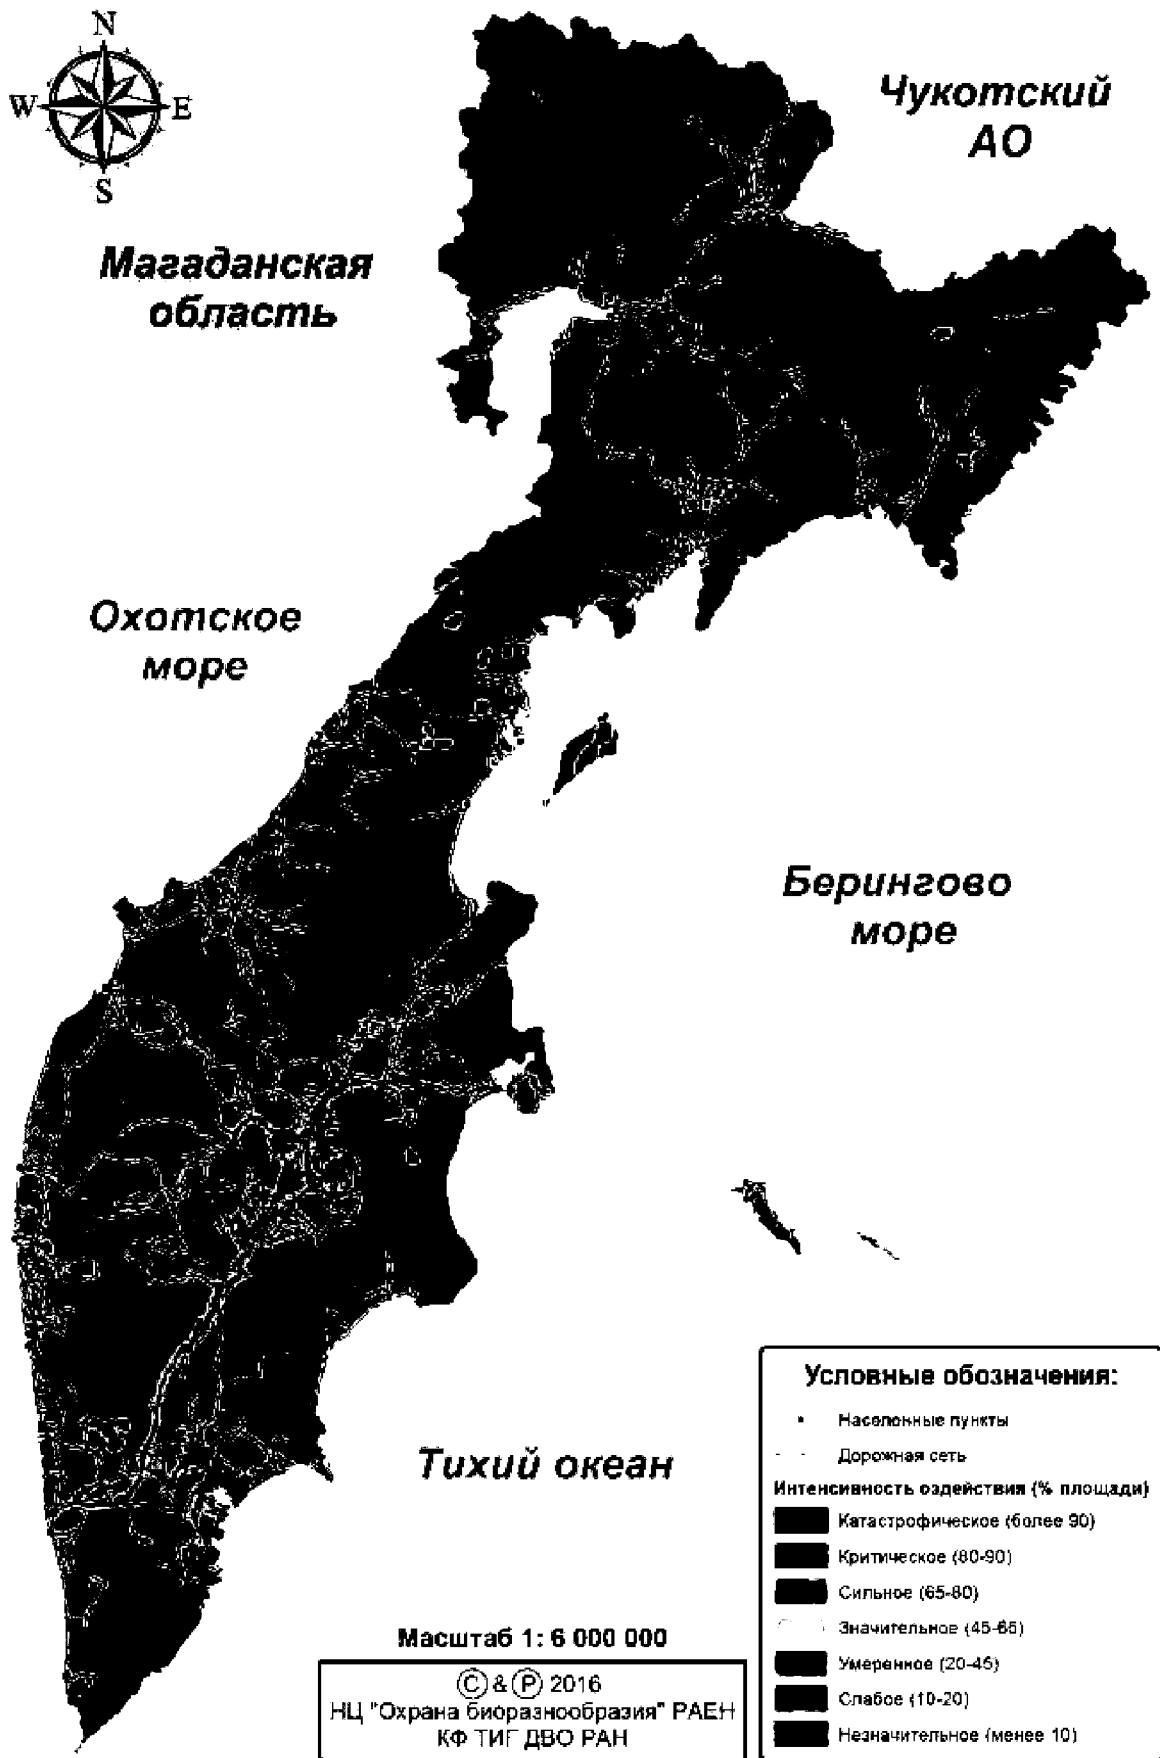 N
W E
S
Чукотский
АО
Магаданская
область
Охотское
море
Берингово
море
Тихий океан
Условные обозначения:
Населенные пункты
Дорожная сеть
Интенсивность оздействия (% площади)
Катастрофическое (более 90)
Критическое (80-90)
Сильное (65-80)
Значительное (45-65)
Умеренное (20-45)
Слабое (10-20)
Незначительное (менее 10)
Масштаб 1: 6 000 000
Ⓒ & Ⓟ 2016
НЦ "Охрана биоразнообразия" РАЕН
КФ ТИГ ДВО РАН